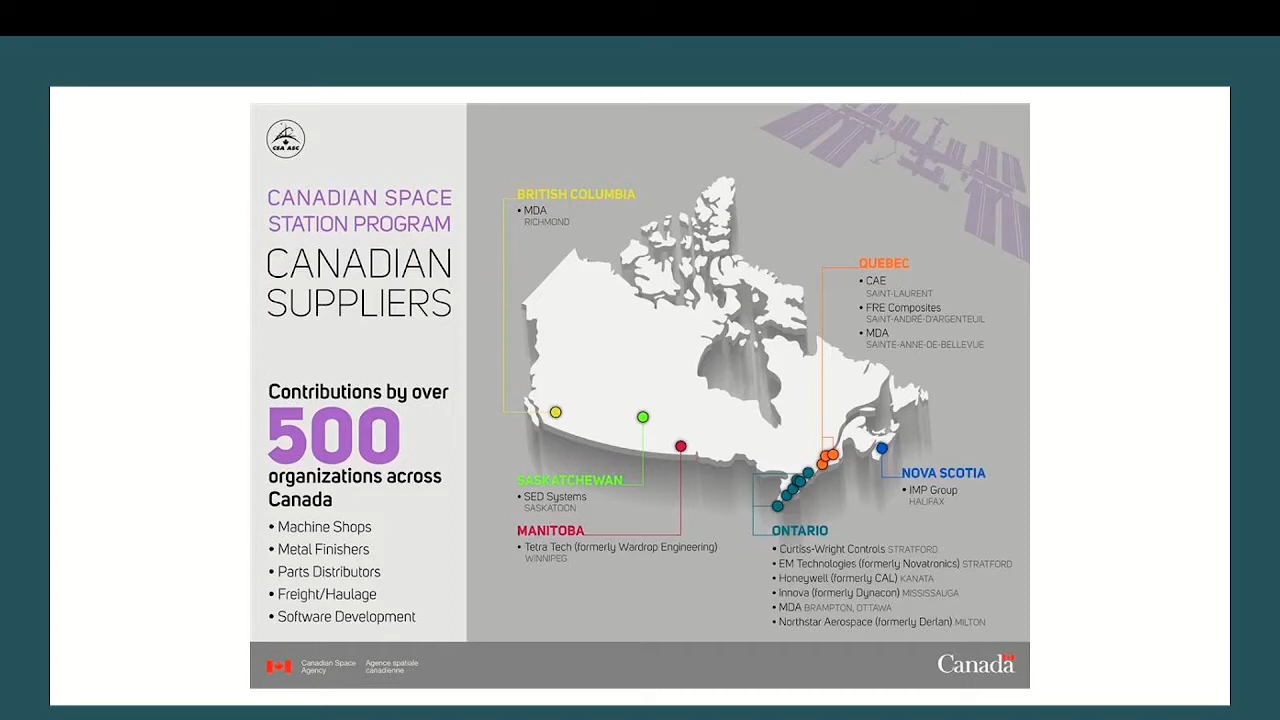 CSA ASC
CANADIAN SPACE
STATION PROGRAM
CANADIAN
SUPPLIERS
Contributions by over
500
organizations across
Canada
• Machine Shops
• Metal Finishers
• Parts Distributors
• Freight/Haulage
• Software Development
BRITISH COLUMBIA
• MDA
RICHMOND
QUEBEC
• CAE
SAINT-LAURENT
• FRE Composites
SAINT-ANDRÉ-D'ARGENTEUIL
• MDA
SAINTE-ANNE-DE-BELLEVUE
SASKATCHEWAN
• SED Systems
SASKATOON
MANITOBA
• Tetra Tech (formerly Wardrop Engineering)
WINNIPEG
NOVA SCOTIA
• IMP Group
HALIFAX
ONTARIO
• Curtiss-Wright Controls STRATFORD
• EM Technologies (formerly Novatronics) STRATFORD
• Honeywell (formerly CAL) KANATA
• Innova (formerly Dynacon) MISSISSAUGA
• MDA BRAMPTON, OTTAWA
• Northstar Aerospace (formerly Derlan) MILTON
Canadian Space
Agency
Agence spatiale
canadienne
Canada